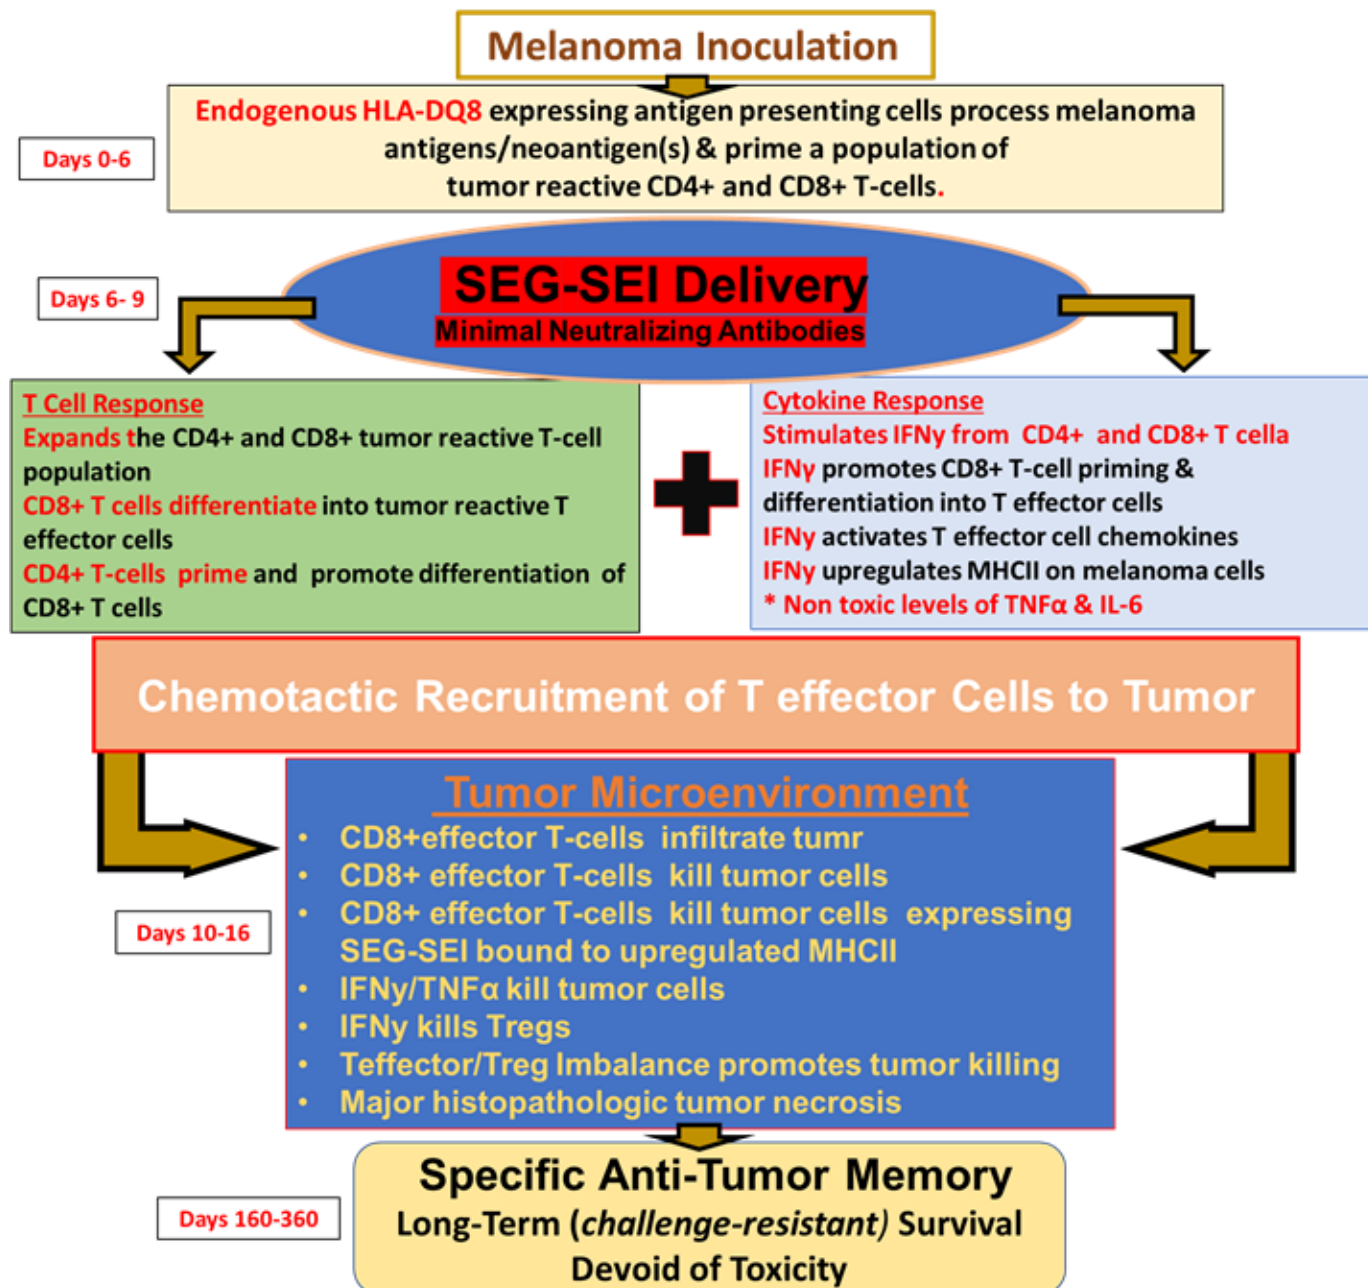 Melanoma Inoculation
Endogenous HLA-DQ8 expressing antigen presenting cells process melanoma
antigens/neoantigen(s) & prime a population of
tumor reactive CD4+ and CD8+ T-cells.
Days 0-6
SEG-SEI Delivery
Minimal Neutralizing Antibodies
Days 6- 9
T Cell Response
Expands the CD4+ and CD8+ tumor reactive T-cell
population
CD8+ T cells differentiate into tumor reactive T
effector cells
CD4+ T-cells prime and promote differentiation of
CD8+ T cells
Cytokine Response
Stimulates IFNγ from CD4+ and CD8+ T cella
IFNγ promotes CD8+ T-cell priming &
differentiation into T effector cells
IFNγ activates T effector cell chemokines
IFNγ upregulates MHCII on melanoma cells
* Non toxic levels of TNFα & IL-6
Chemotactic Recruitment of T effector Cells to Tumor
Tumor Microenvironment
• CD8+effector T-cells infiltrate tumr
• CD8+ effector T-cells kill tumor cells
• CD8+ effector T-cells kill tumor cells expressing
SEG-SEI bound to upregulated MHCII
• IFNγ/TNFα kill tumor cells
• IFNγ kills Tregs
• Teffector/Treg Imbalance promotes tumor killing
• Major histopathologic tumor necrosis
Days 10-16
Specific Anti-Tumor Memory
Long-Term (challenge-resistant) Survival
Devoid of Toxicity
Days 160-360